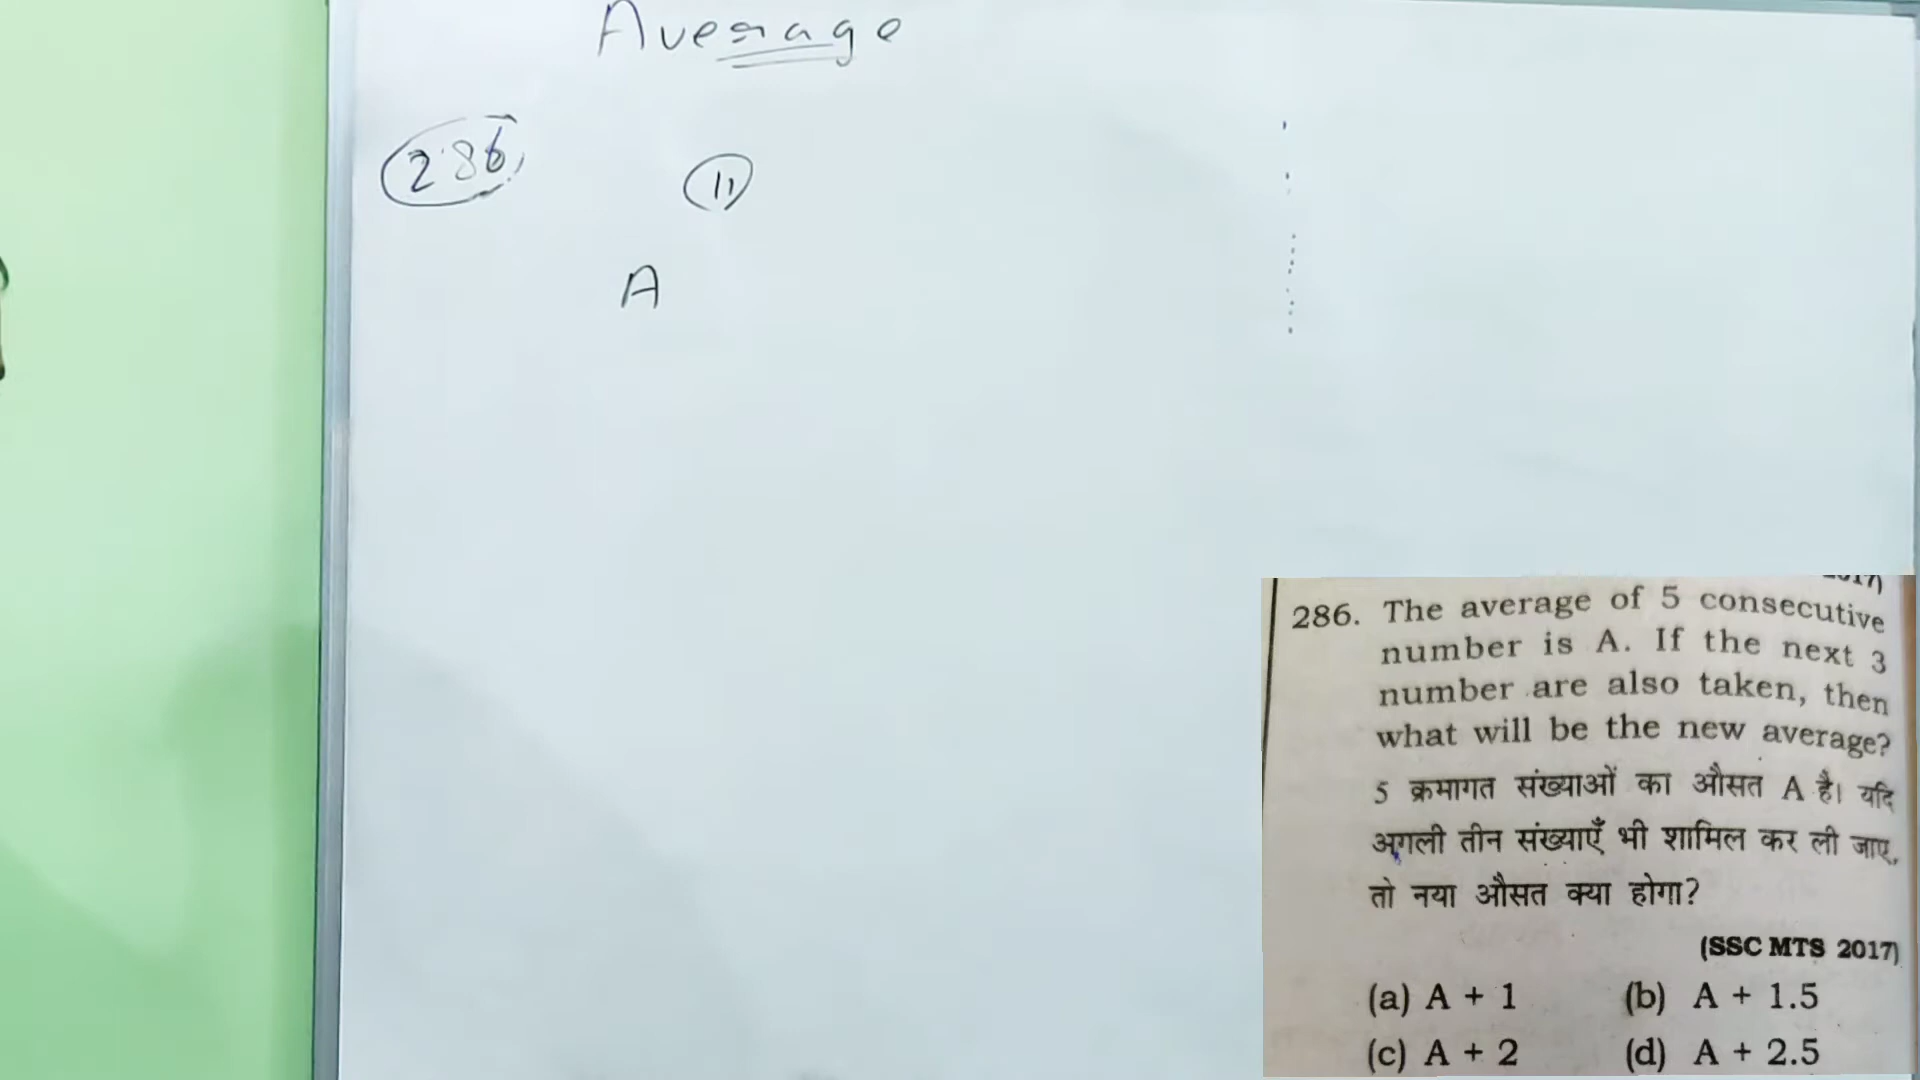 Average
286
11
A
2017)
286. The average of 5 consecutive
number is A. If the next 3
number are also taken, then
what will be the new average?
5 क्रमागत संख्याओं का औसत A है। यदि
अगली तीन संख्याएँ भी शामिल कर ली जाए,
तो नया औसत क्या होगा?
(SSC MTS 2017)
(a) A + 1 (b) A + 1.5
(c) A + 2 (d) A + 2.5